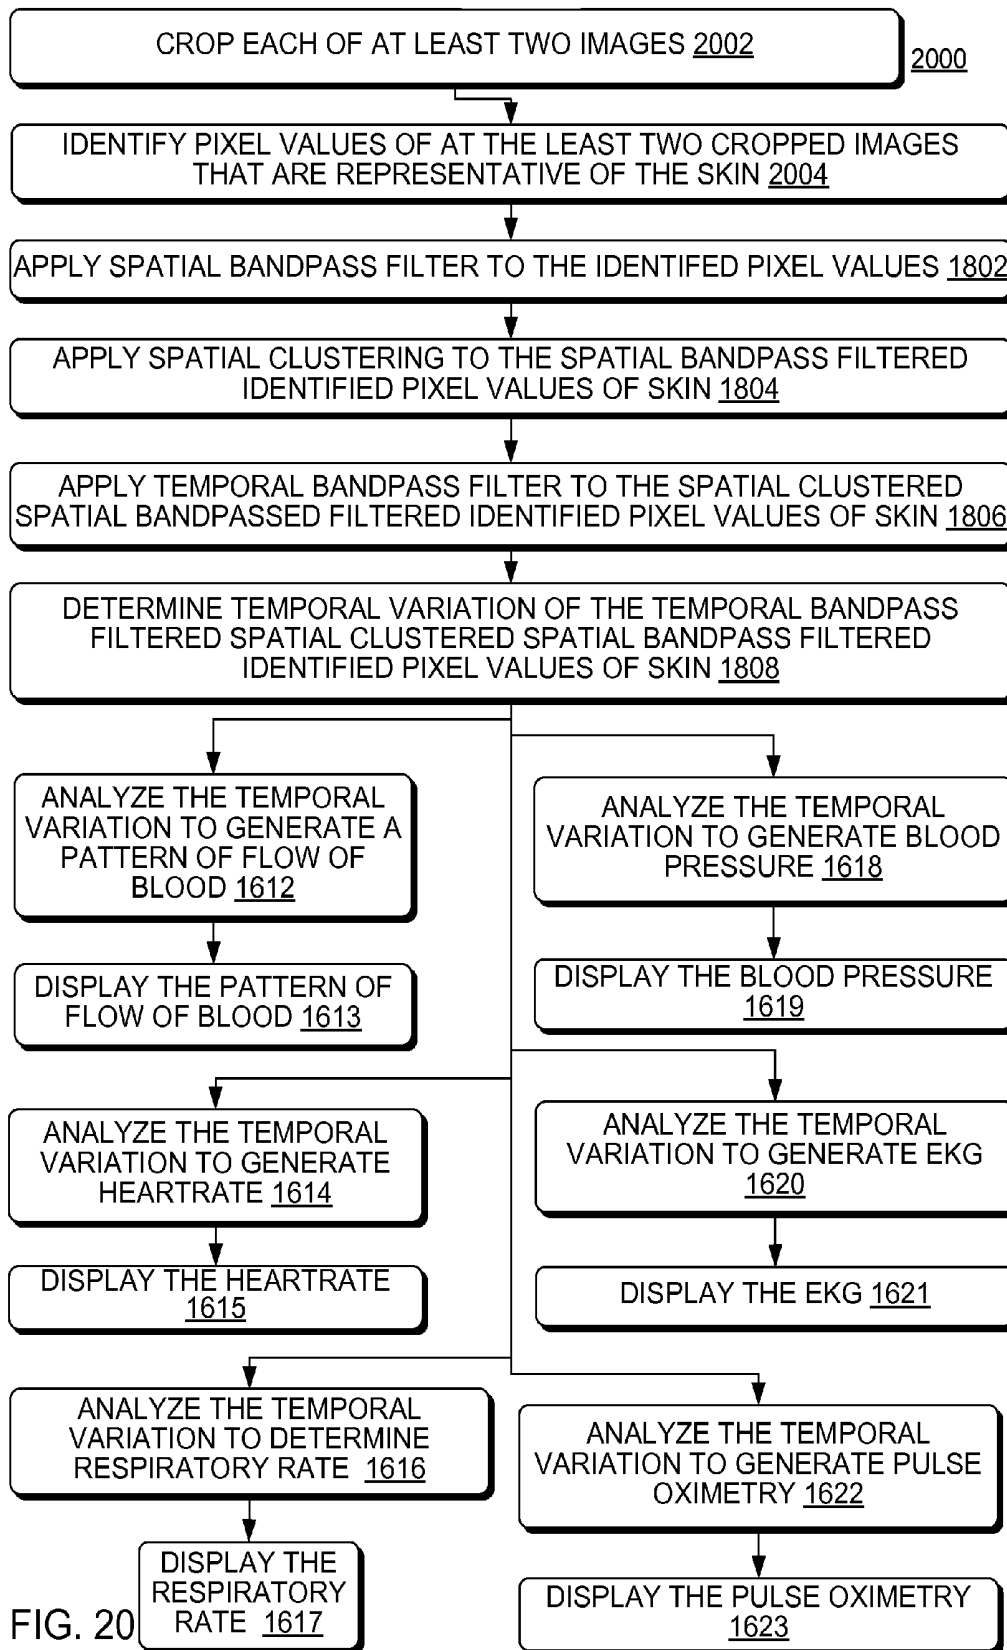 CROP EACH OF AT LEAST TWO IMAGES 2002
2000
IDENTIFY PIXEL VALUES OF AT THE LEAST TWO CROPPED IMAGES
THAT ARE REPRESENTATIVE OF THE SKIN 2004
APPLY SPATIAL BANDPASS FILTER TO THE IDENTIFED PIXEL VALUES 1802
APPLY SPATIAL CLUSTERING TO THE SPATIAL BANDPASS FILTERED
IDENTIFIED PIXEL VALUES OF SKIN 1804
APPLY TEMPORAL BANDPASS FILTER TO THE SPATIAL CLUSTERED
SPATIAL BANDPASSED FILTERED IDENTIFIED PIXEL VALUES OF SKIN 1806
DETERMINE TEMPORAL VARIATION OF THE TEMPORAL BANDPASS
FILTERED SPATIAL CLUSTERED SPATIAL BANDPASS FILTERED
IDENTIFIED PIXEL VALUES OF SKIN 1808
ANALYZE THE TEMPORAL
VARIATION TO GENERATE A
PATTERN OF FLOW OF
BLOOD 1612
ANALYZE THE TEMPORAL
VARIATION TO GENERATE BLOOD
PRESSURE 1618
DISPLAY THE PATTERN OF
FLOW OF BLOOD 1613
DISPLAY THE BLOOD PRESSURE
1619
ANALYZE THE TEMPORAL
VARIATION TO GENERATE
HEARTRATE 1614
ANALYZE THE TEMPORAL
VARIATION TO GENERATE EKG
1620
DISPLAY THE HEARTRATE
1615
DISPLAY THE EKG 1621
ANALYZE THE TEMPORAL
VARIATION TO DETERMINE
RESPIRATORY RATE 1616
ANALYZE THE TEMPORAL
VARIATION TO GENERATE PULSE
OXIMETRY 1622
DISPLAY THE
RESPIRATORY
RATE 1617
DISPLAY THE PULSE OXIMETRY
1623
FIG. 20